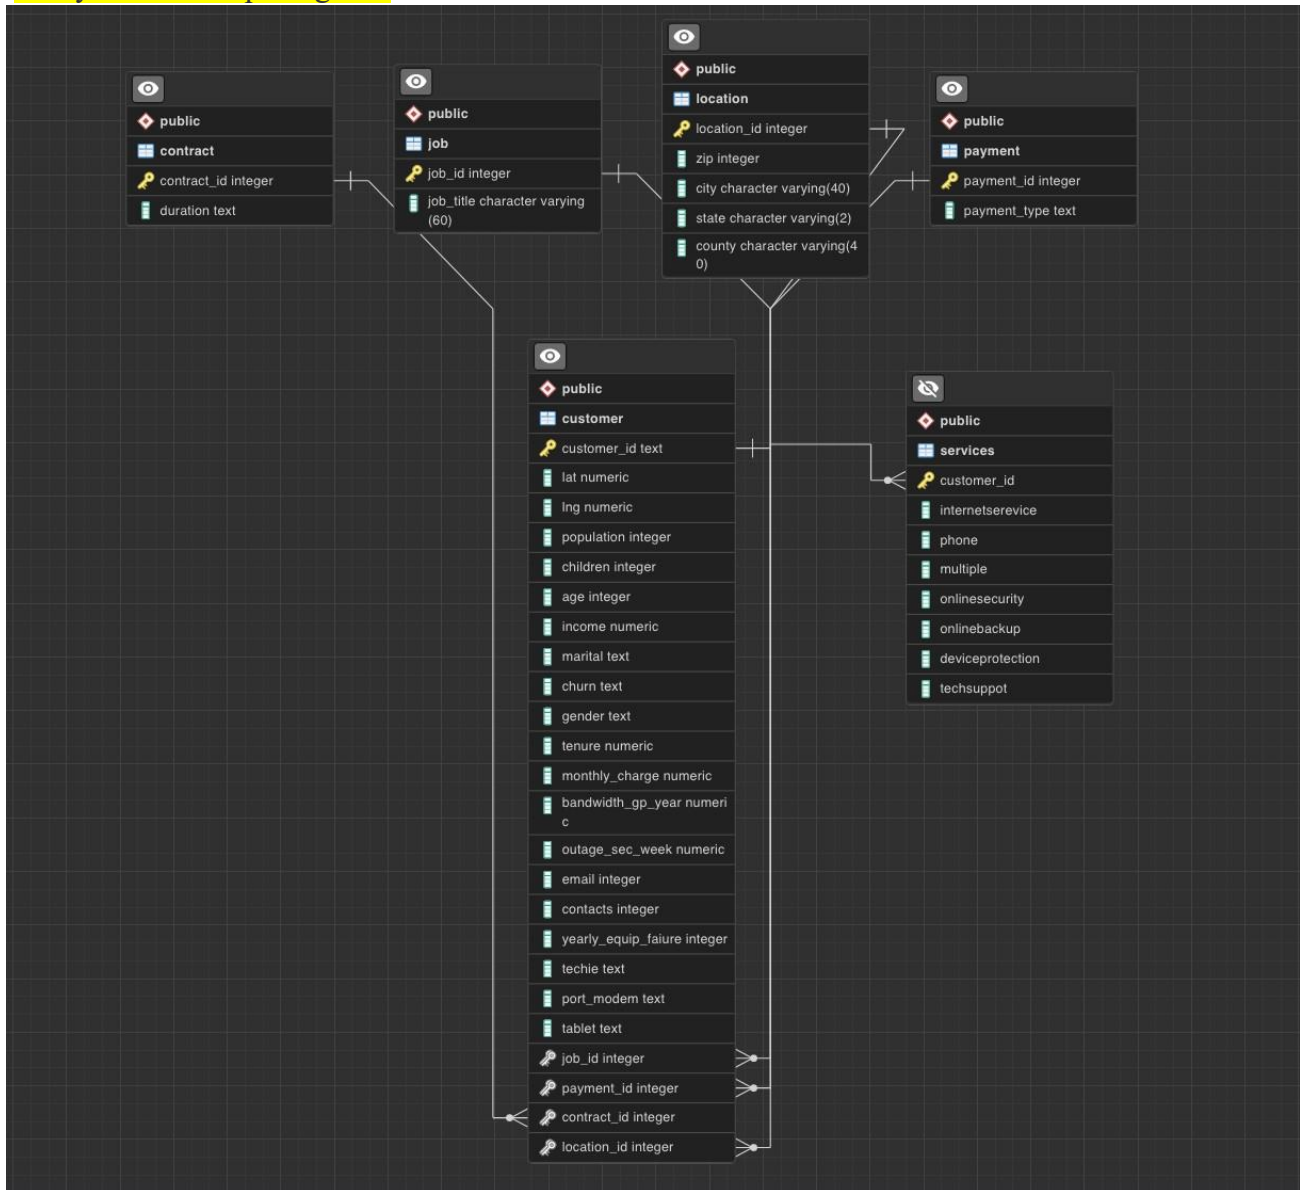 public
contract
contract_id integer
duration text
public
job
job_id integer
job_title character varying
(60)
public
location
location_id integer
zip integer
city character varying(40)
state character varying(2)
county character varying(4
0)
public
payment
payment_id integer
payment_type text
public
customer
customer_id text
lat numeric
lng numeric
population integer
children integer
age integer
income numeric
marital text
churn text
gender text
tenure numeric
monthly_charge numeric
bandwidth_gp_year numeri
c
outage_sec_week numeric
email integer
contacts integer
yearly_equip_faiure integer
techie text
port_modem text
tablet text
job_id integer
payment_id integer
contract_id integer
location_id integer
public
services
customer_id
internetserevice
phone
multiple
onlinesecurity
onlinebackup
deviceprotection
techsuppot